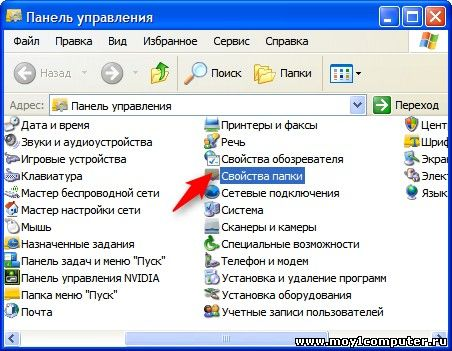 Панель управления
Файл Правка Вид Избранное Сервис Справка
Назад Поиск Папки
Адрес: Панель управления Переход
Дата и время Принтеры и факсы Цент
Звуки и аудиоустройства Речь Шриф
Игровые устройства Свойства обозревателя Экран
Клавиатура Свойства папки Элект
Мастер беспроводной сети Сетевые подключения Язык
Мастер настройки сети Система
Мышь Сканеры и камеры
Назначенные задания Специальные возможности
Панель задач и меню "Пуск" Телефон и модем
Панель управления NVIDIA Установка и удаление программ
Папка меню "Пуск" Установка оборудования
Почта Учетные записи пользователей
www.moy1computer.ru